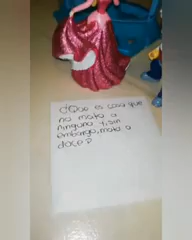 ¿Que es cosa que
no mata a
ninguno y, sin
embargo, mata a
doce?